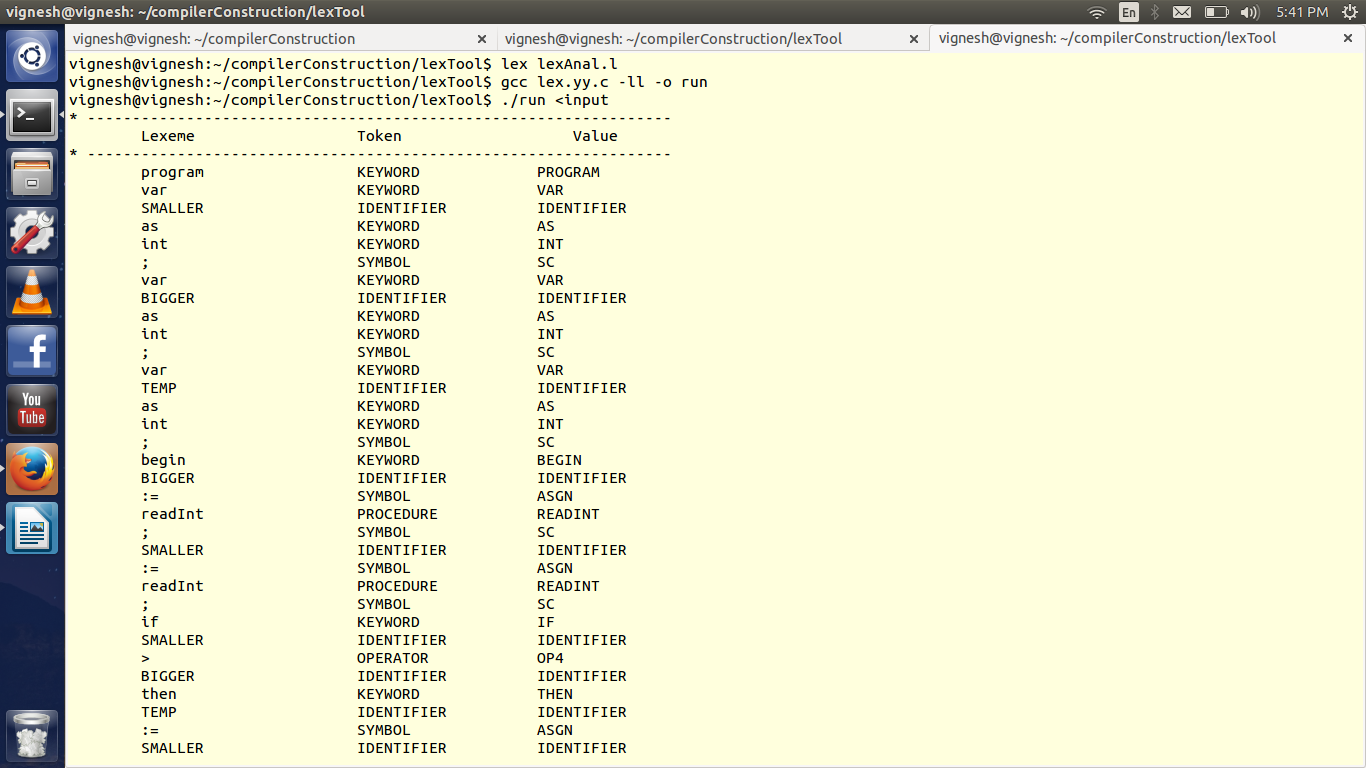 vignesh@vignesh: ~/compilerConstruction/lexTool En 5:41 PM
vignesh@vignesh: ~/compilerConstruction × vignesh@vignesh: ~/compilerConstruction/lexTool × vignesh@vignesh: ~/compilerConstruction/lexTool ×
vignesh@vignesh:~/compilerConstruction/lexTool$ lex lexAnal.l
vignesh@vignesh:~/compilerConstruction/lexTool$ gcc lex.yy.c -ll -o run
vignesh@vignesh:~/compilerConstruction/lexTool$ ./run <input
* -----------------------------------------------------------------
Lexeme Token Value
* -----------------------------------------------------------------
program KEYWORD PROGRAM
var KEYWORD VAR
SMALLER IDENTIFIER IDENTIFIER
as KEYWORD AS
int KEYWORD INT
; SYMBOL SC
var KEYWORD VAR
BIGGER IDENTIFIER IDENTIFIER
as KEYWORD AS
int KEYWORD INT
; SYMBOL SC
var KEYWORD VAR
TEMP IDENTIFIER IDENTIFIER
as KEYWORD AS
int KEYWORD INT
; SYMBOL SC
begin KEYWORD BEGIN
BIGGER IDENTIFIER IDENTIFIER
:= SYMBOL ASGN
readInt PROCEDURE READINT
; SYMBOL SC
SMALLER IDENTIFIER IDENTIFIER
:= SYMBOL ASGN
readInt PROCEDURE READINT
; SYMBOL SC
if KEYWORD IF
SMALLER IDENTIFIER IDENTIFIER
> OPERATOR OP4
BIGGER IDENTIFIER IDENTIFIER
then KEYWORD THEN
TEMP IDENTIFIER IDENTIFIER
:= SYMBOL ASGN
SMALLER IDENTIFIER IDENTIFIER
>_
f
You
Tube